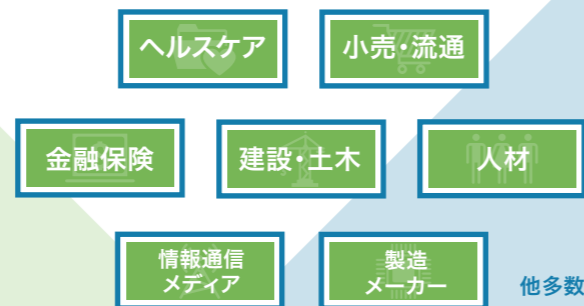 ヘルスケア
小売・流通
金融保険
建設・土木
人材
情報通信
メディア
製造
メーカー
他多数